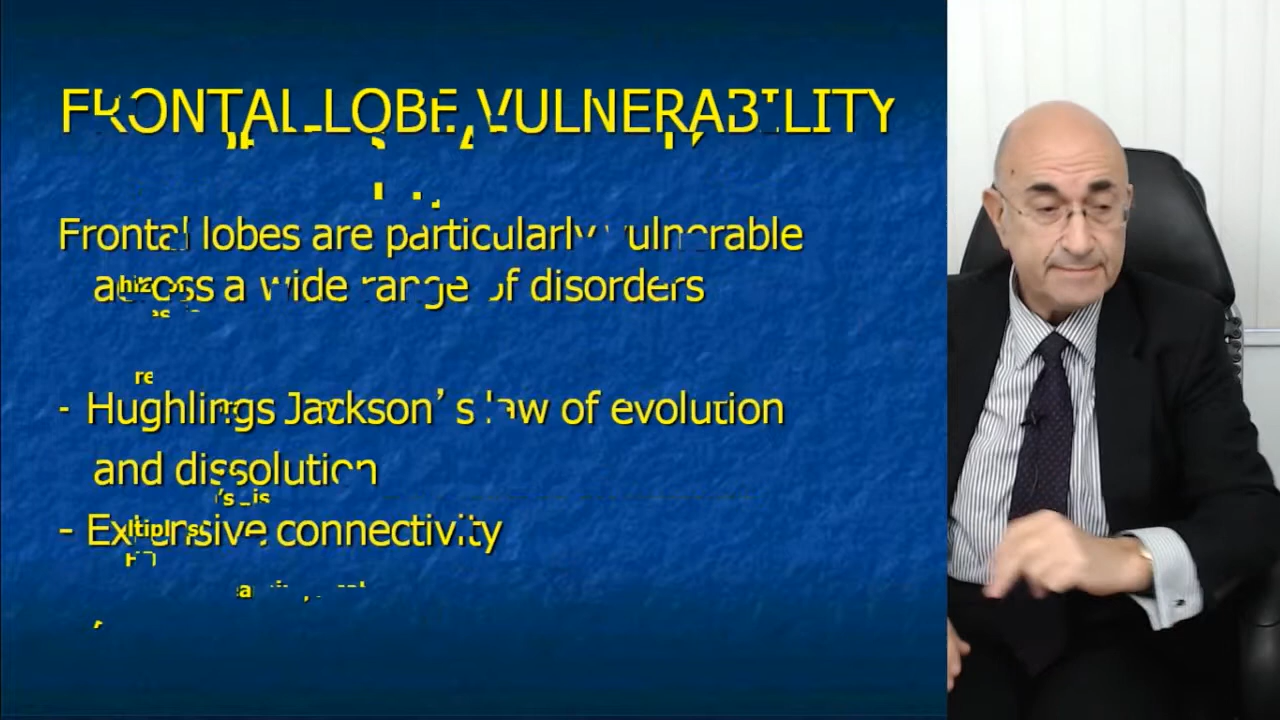 FRONTAL LOBE VULNERABILITY
Frontal lobes are particularly vulnerable
across a wide range of disorders
- Hughlings Jackson’s law of evolution
and dissolution
- Extensive connectivity